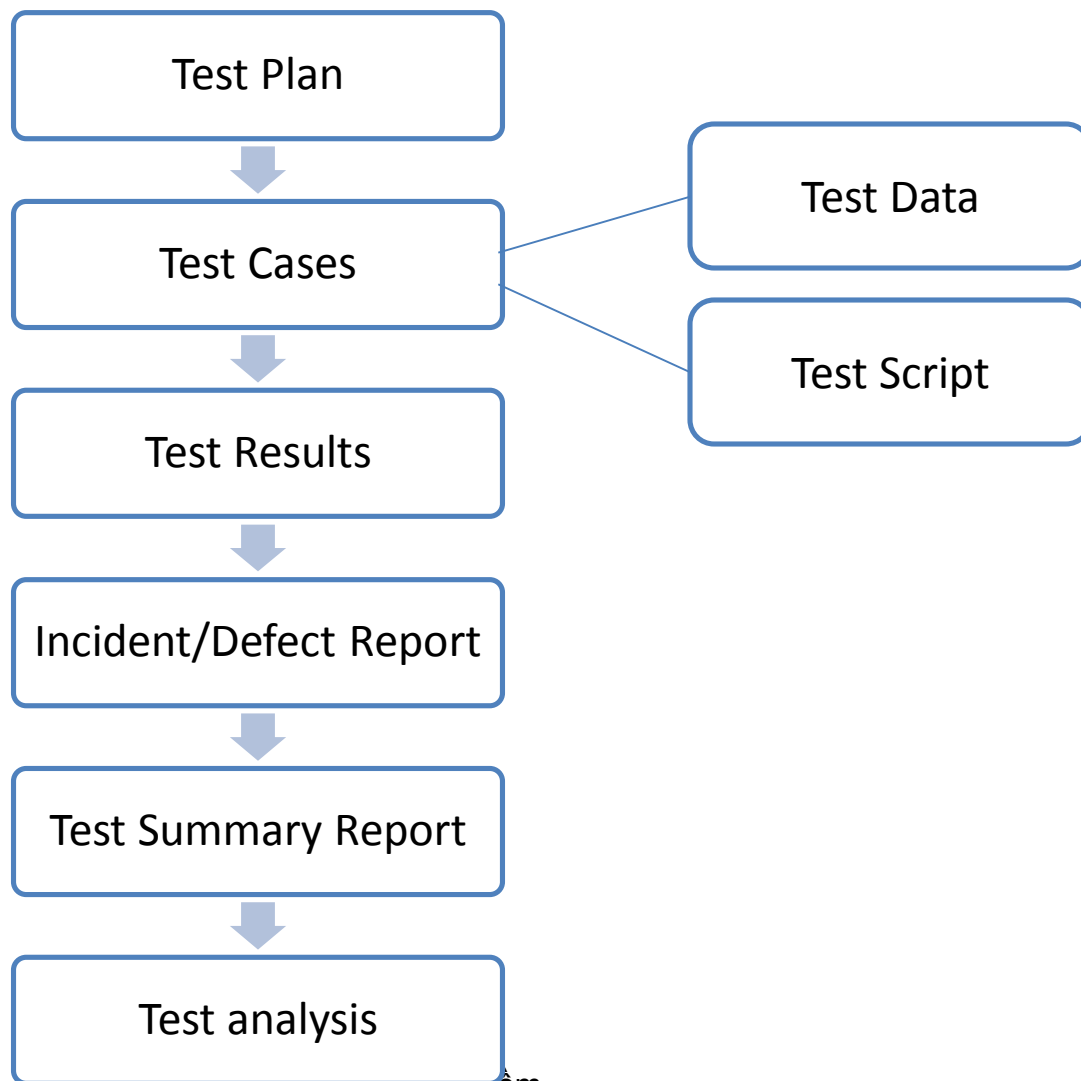 Test Plan
Test Data
Test Cases
Test Script
Test Results
Incident/Defect Report
Test Summary Report
Test analysis